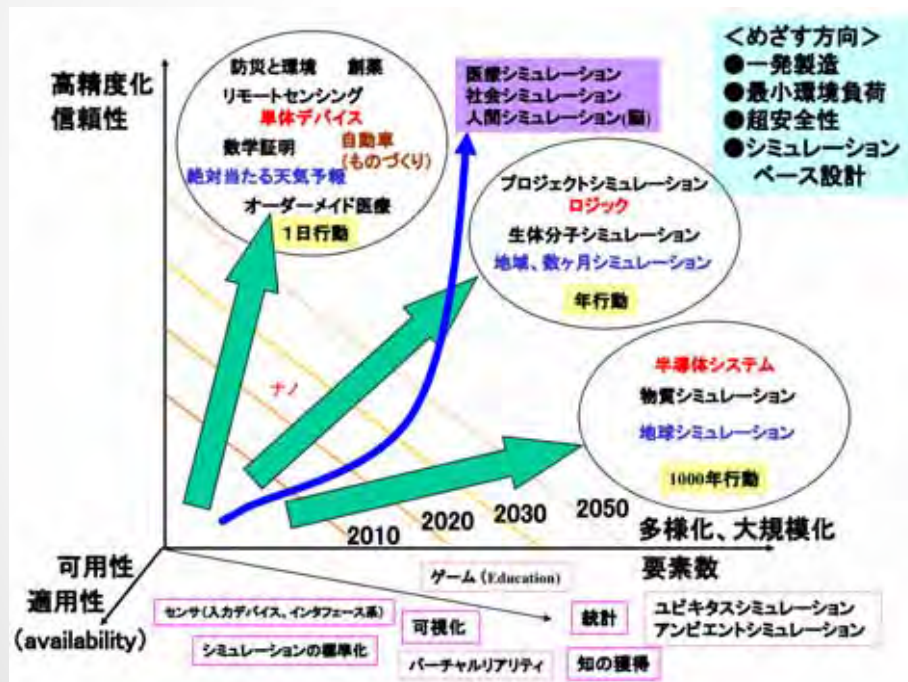 高精度化
信頼性
防災と環境 創薬
リモートセンシング
単体デバイス
数学証明
自動車
(ものづくり)
絶対当たる天気予報
オーダーメイド医療
1日行動
医療シミュレーション
社会シミュレーション
人間シミュレーション(脳)
<めざす方向>
●一発製造
●最小環境負荷
●超安全性
●シミュレーション
ベース設計
プロジェクトシミュレーション
ロジック
生体分子シミュレーション
地域、数ヶ月シミュレーション
年行動
半導体システム
物質シミュレーション
地球シミュレーション
1000年行動
ナノ
2010
2020
2030
2050
多様化、大規模化
要素数
可用性
適用性
(availability)
ゲーム (Education)
センサ(入力デバイス、インタフェース系)
可視化
統計
ユビキタスシミュレーション
アンビエントシミュレーション
シミュレーションの標準化
バーチャルリアリティ
知の獲得